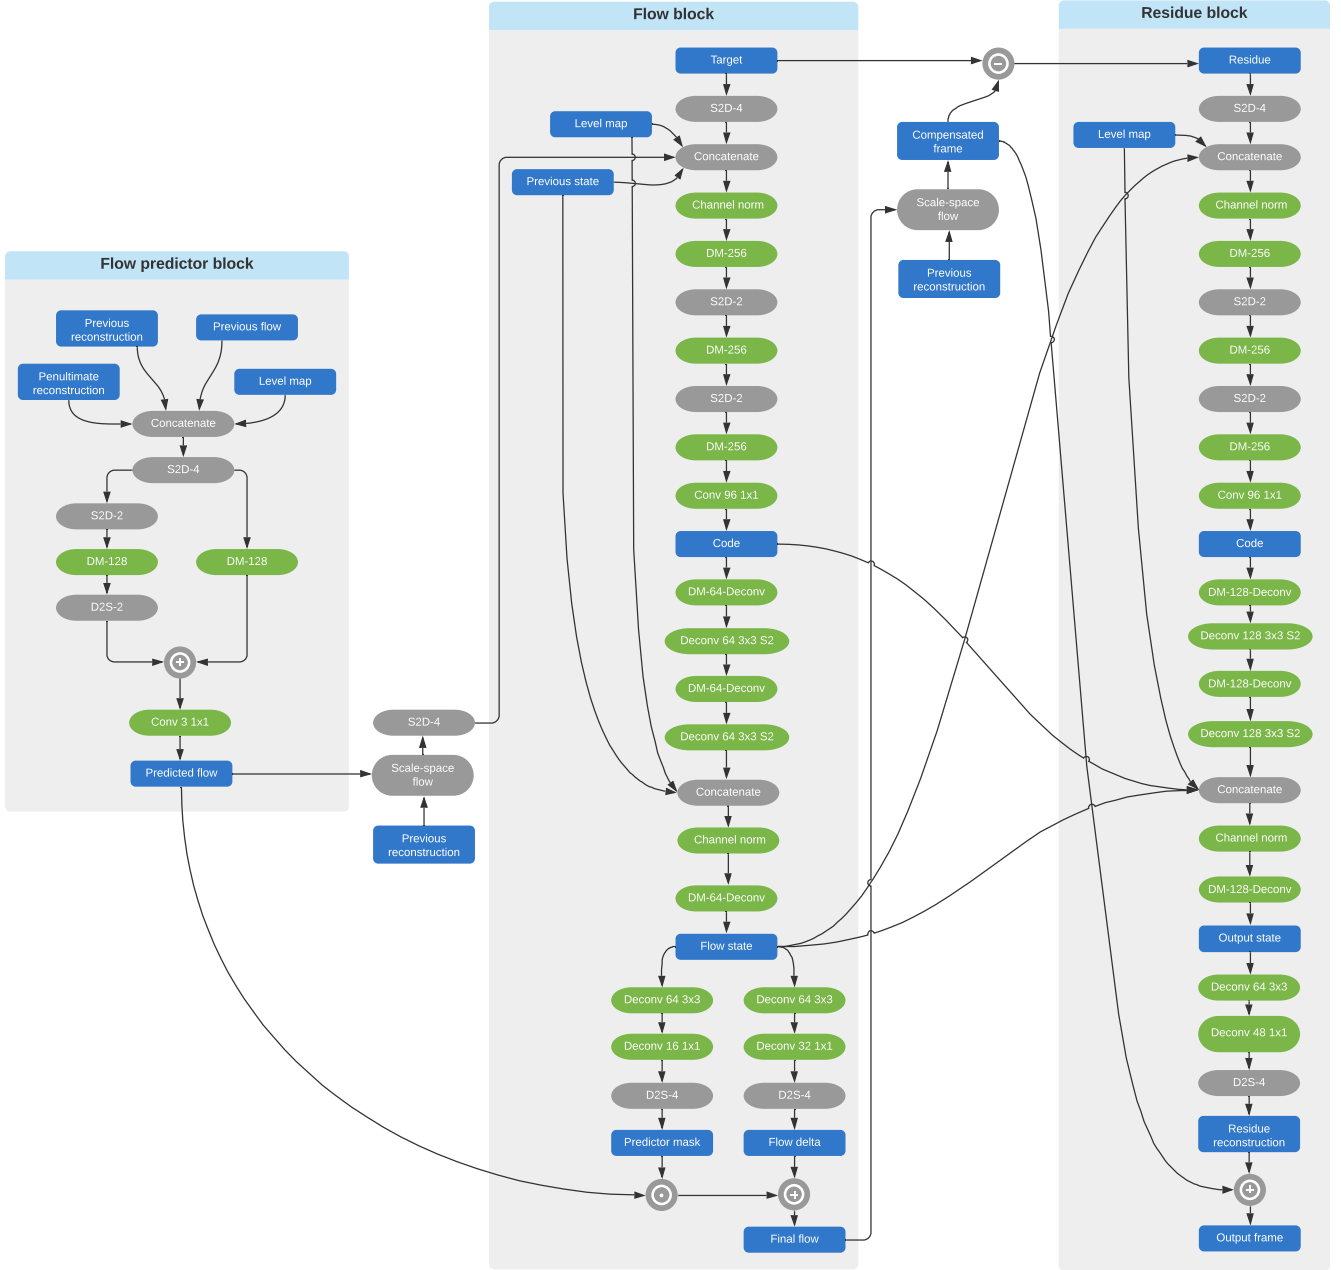 Flow predictor block
Previous
reconstruction
Previous flow
Penultimate
reconstruction
Level map
Concatenate
S2D-4
S2D-2
DM-128
DM-128
D2S-2
Conv 3 1x1
Predicted flow
S2D-4
Scale-space
flow
Previous
reconstruction
Flow block
Target
S2D-4
Level map
Concatenate
Previous state
Channel norm
DM-256
S2D-2
DM-256
S2D-2
DM-256
Conv 96 1x1
Code
DM-64-Deconv
Deconv 64 3x3 S2
DM-64-Deconv
Deconv 64 3x3 S2
Concatenate
Channel norm
DM-64-Deconv
Flow state
Deconv 64 3x3
Deconv 64 3x3
Deconv 16 1x1
Deconv 32 1x1
D2S-4
D2S-4
Predictor mask
Flow delta
Final flow
Compensated
frame
Scale-space
flow
Previous
reconstruction
Residue block
Residue
S2D-4
Level map
Concatenate
Channel norm
DM-256
S2D-2
DM-256
S2D-2
DM-256
Conv 96 1x1
Code
DM-128-Deconv
Deconv 128 3x3 S2
DM-128-Deconv
Deconv 128 3x3 S2
Concatenate
Channel norm
DM-128-Deconv
Output state
Deconv 64 3x3
Deconv 48 1x1
D2S-4
Residue
reconstruction
Output frame